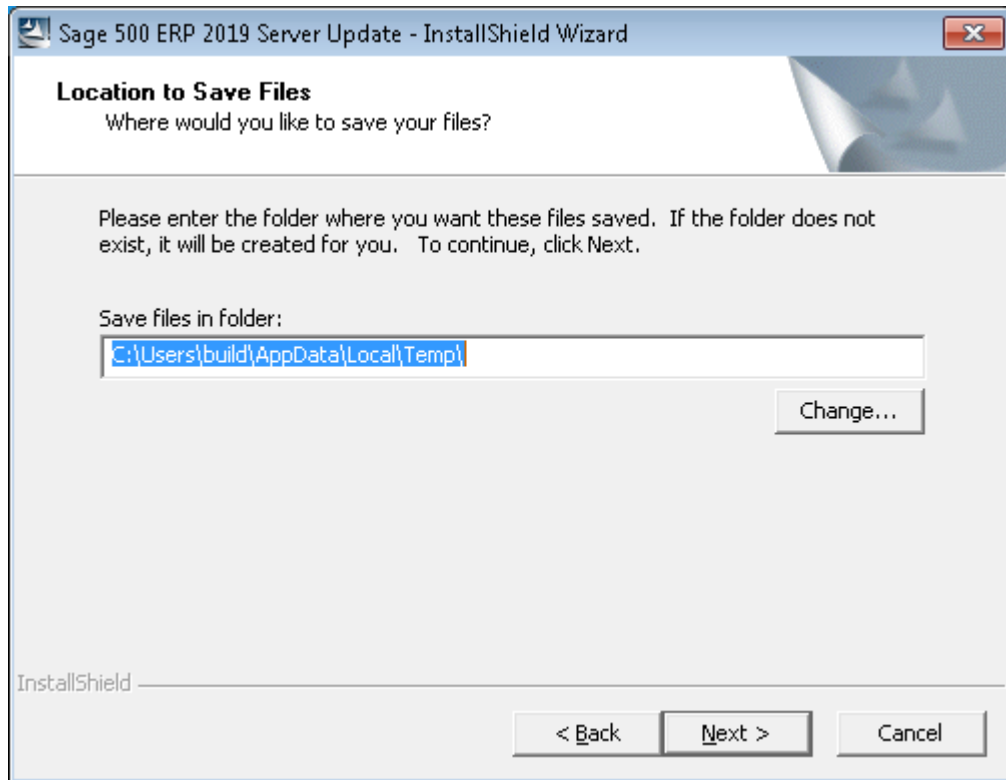 Sage 500 ERP 2019 Server Update - InstallShield Wizard
Location to Save Files
Where would you like to save your files?
Please enter the folder where you want these files saved.  If the folder does not
exist, it will be created for you.   To continue, click Next.
Save files in folder:
C:\Users\build\AppData\Local\Temp\
Change...
InstallShield
< Back
Next >
Cancel